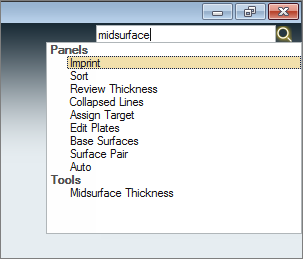 midsurface
Panels
Imprint
Sort
Review Thickness
Collapsed Lines
Assign Target
Edit Plates
Base Surfaces
Surface Pair
Auto
Tools
Midsurface Thickness